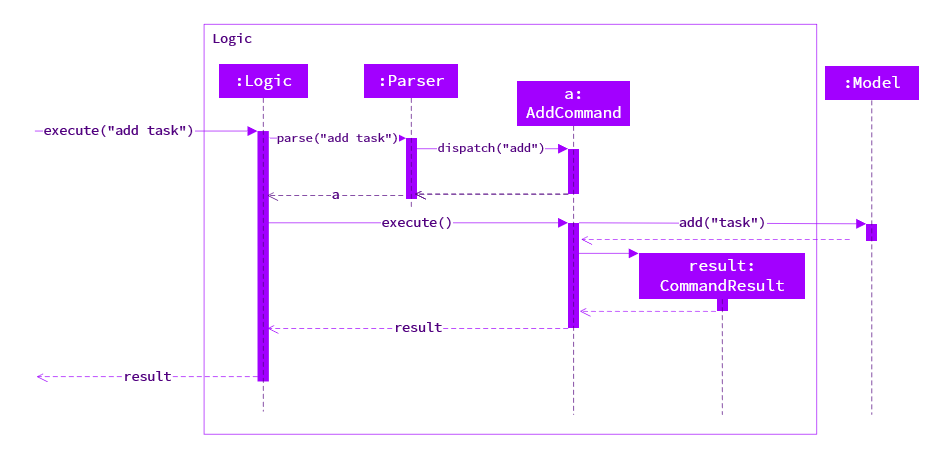 Logic
:Logic
:Parser
a:
AddCommand
:Model
execute("add task")
parse("add task")
dispatch("add")
a
execute()
add("task")
result:
CommandResult
result
result